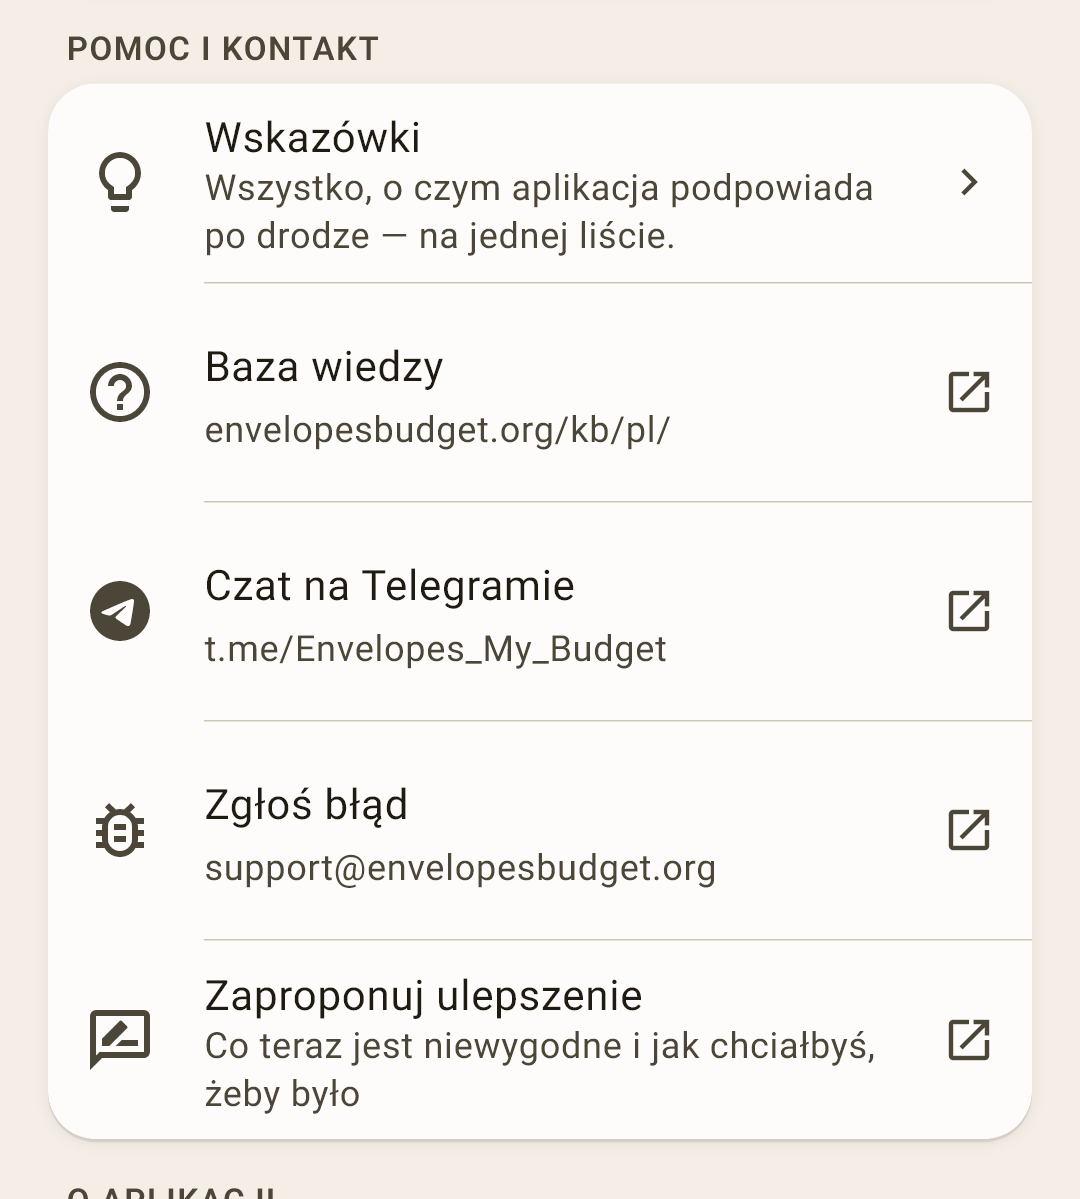 POMOC I KONTAKT
Wskazówki
Wszystko, o czym aplikacja podpowiada
po drodze — na jednej liście.
Baza wiedzy
envelopesbudget.org/kb/pl/
Czat na Telegramie
t.me/Envelopes_My_Budget
Zgłoś błąd
support@envelopesbudget.org
Zaproponuj ulepszenie
Co teraz jest niewygodne i jak chciałbyś,
żeby było
O APLIKACJI